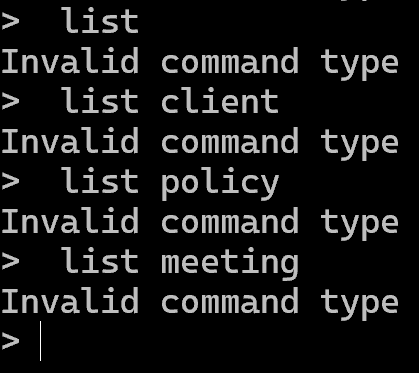 >  list
Invalid command type
>  list client
Invalid command type
>  list policy
Invalid command type
>  list meeting
Invalid command type
>